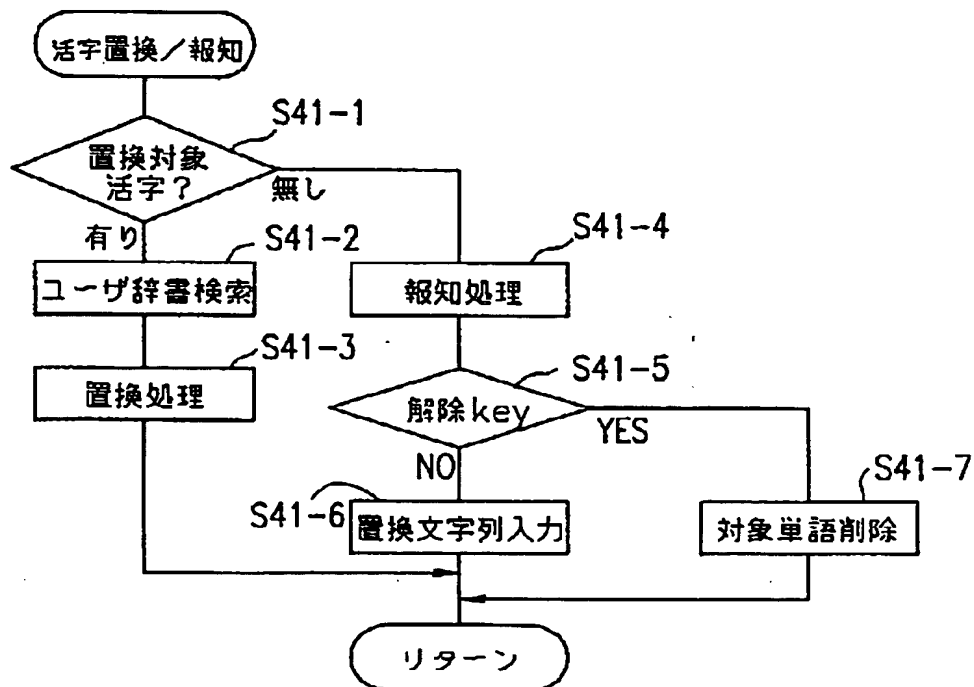 活字置換／報知
S41-1
置換対象
活字？
無し
有り
S41-2
S41-4
ユーザ辞書検索
報知処理
S41-3
S41-5
置換処理
解除key
YES
NO
S41-7
S41-6
置換文字列入力
対象単語削除
リターン